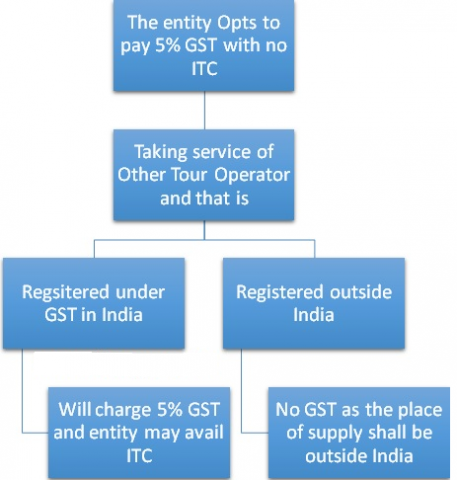 The entity Opts to
pay 5% GST with no
ITC
Taking service of
Other Tour Operator
and that is
Regsitered under
GST in India
Registered outside
India
Will charge 5% GST
and entity may avail
ITC
No GST as the place
of supply shall be
outside India